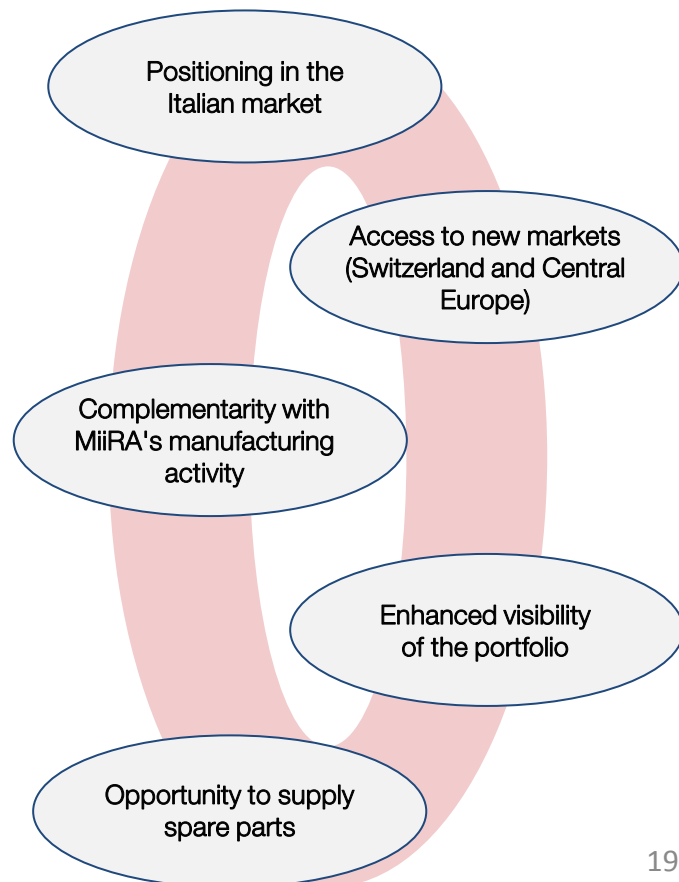 Positioning in the
Italian market
Access to new markets
(Switzerland and Central
Europe)
Complementarity with
MiiRA's manufacturing
activity
Enhanced visibility
of the portfolio
Opportunity to supply
spare parts
19